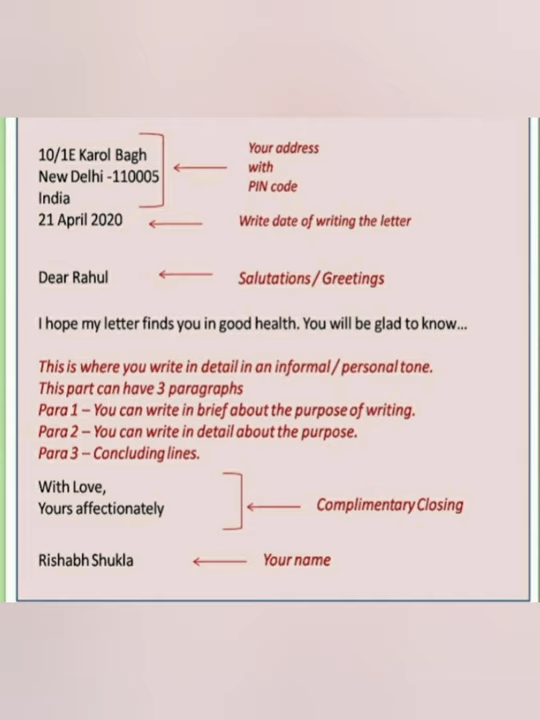 10/1E Karol Bagh
New Delhi -110005
India
Your address
with
PIN code
21 April 2020
Write date of writing the letter
Dear Rahul
Salutations / Greetings
I hope my letter finds you in good health. You will be glad to know...
This is where you write in detail in an informal / personal tone.
This part can have 3 paragraphs
Para 1 – You can write in brief about the purpose of writing.
Para 2 – You can write in detail about the purpose.
Para 3 – Concluding lines.
With Love,
Yours affectionately
Complimentary Closing
Rishabh Shukla
Your name